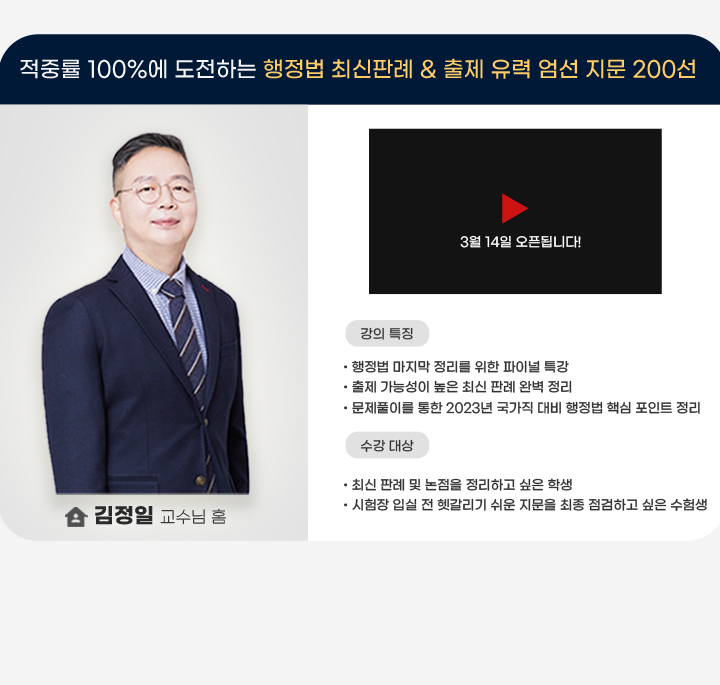 적중률 100%에 도전하는 행정법 최신판례 & 출제 유력 엄선 지문 200선
3월 14일 오픈됩니다!
강의 특징
• 행정법 마지막 정리를 위한 파이널 특강
• 출제 가능성이 높은 최신 판례 완벽 정리
• 문제풀이를 통한 2023년 국가직 대비 행정법 핵심 포인트 정리
수강 대상
• 최신 판례 및 논점을 정리하고 싶은 학생
• 시험장 입실 전 헷갈리기 쉬운 지문을 최종 점검하고 싶은 수험생
김정일 교수님 홈